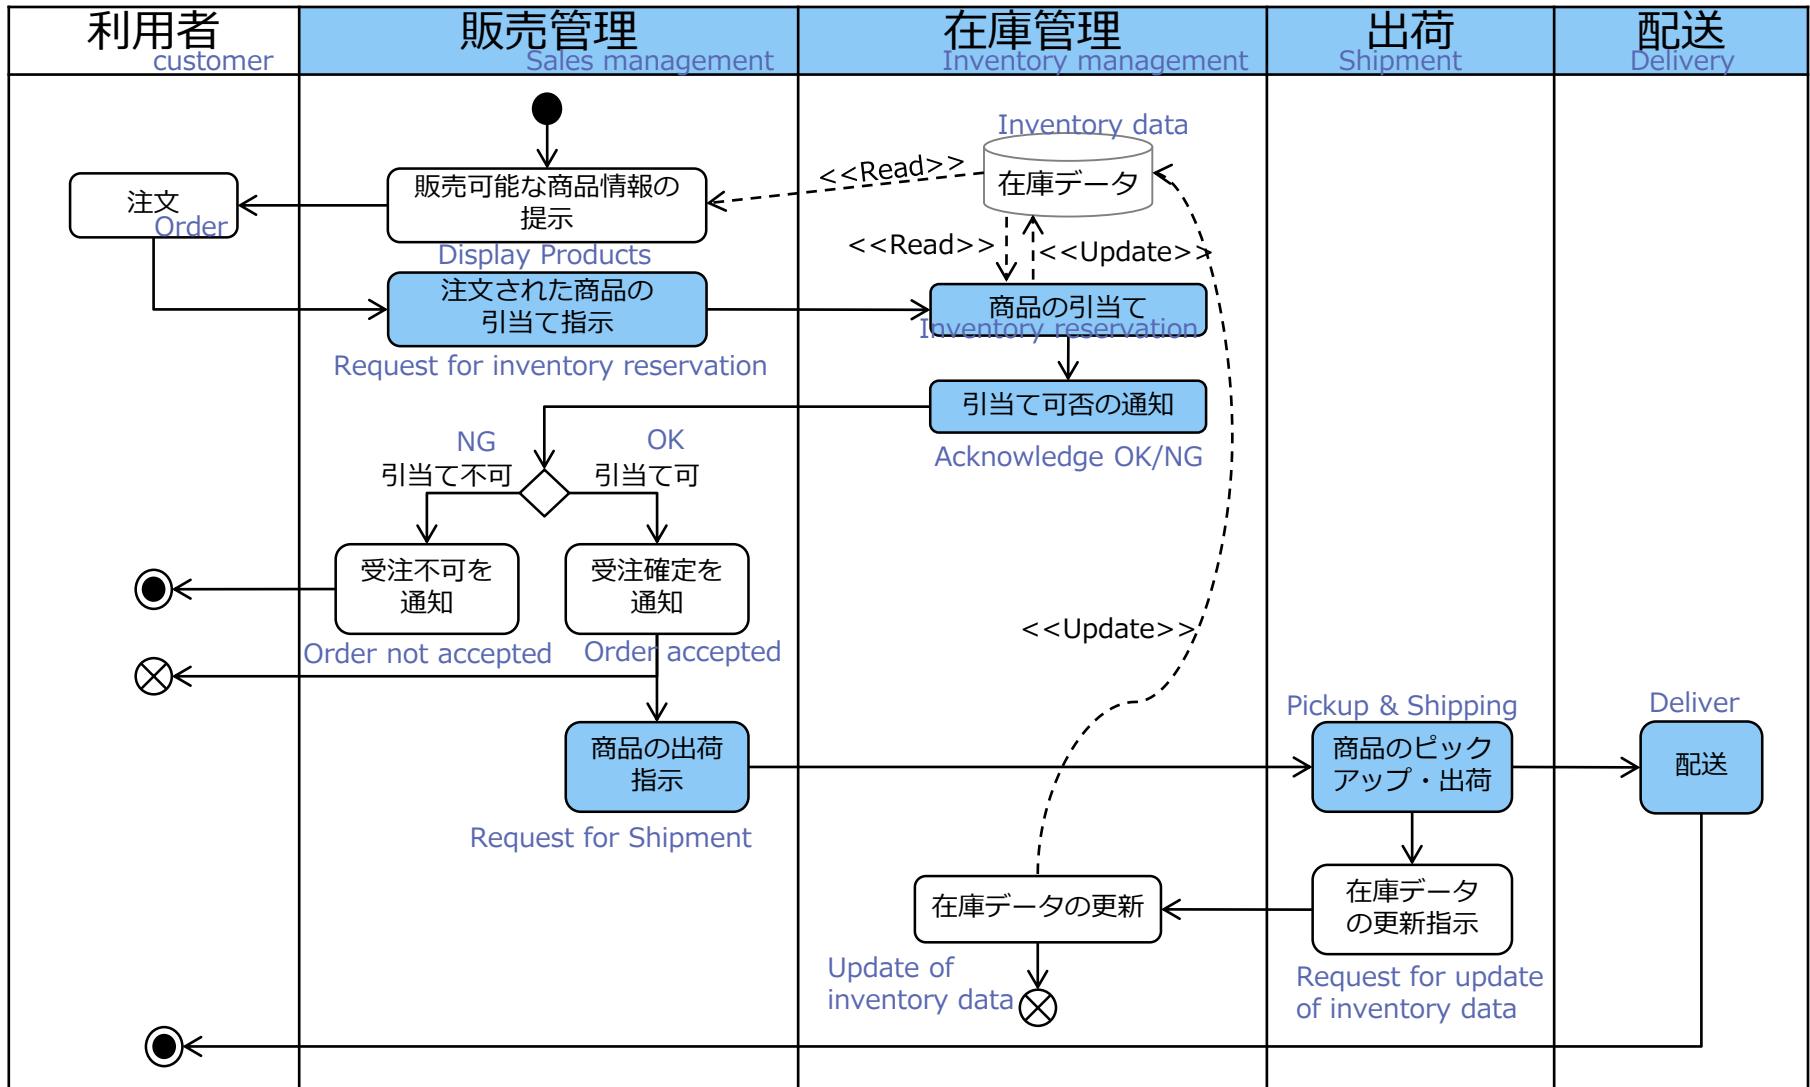 利用者
customer
販売管理
Sales management
在庫管理
Inventory management
出荷
Shipment
配送
Delivery
Inventory data
在庫データ
<<Read>>
販売可能な商品情報の
提示
Display Products
注文
Order
<<Read>>
<<Update>>
注文された商品の
引当て指示
Request for inventory reservation
商品の引当て
Inventory reservation
引当て可否の通知
Acknowledge OK/NG
NG
引当て不可
OK
引当て可
受注不可を
通知
Order not accepted
受注確定を
通知
Order accepted
<<Update>>
商品の出荷
指示
Request for Shipment
Pickup & Shipping
商品のピック
アップ・出荷
Deliver
配送
在庫データの更新
Update of
inventory data
在庫データ
の更新指示
Request for update
of inventory data